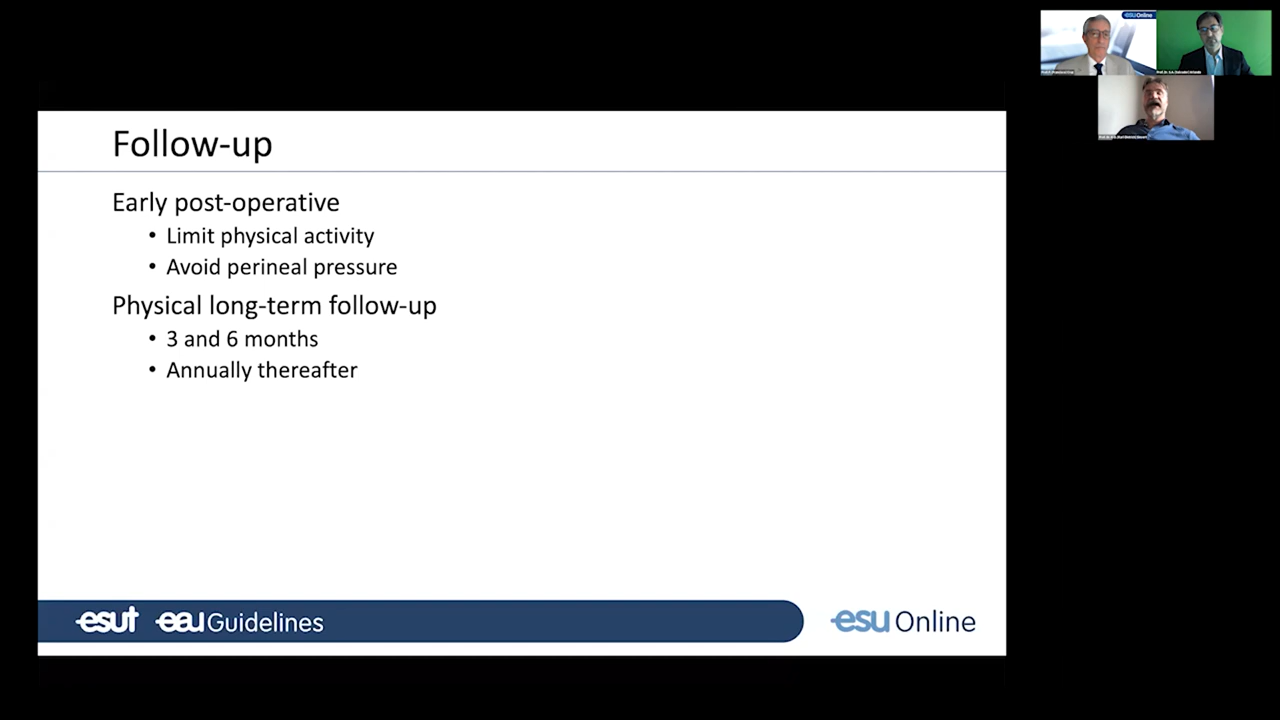 Follow-up
Early post-operative
• Limit physical activity
• Avoid perineal pressure
Physical long-term follow-up
• 3 and 6 months
• Annually thereafter
esut eau Guidelines
esu Online
esu Online